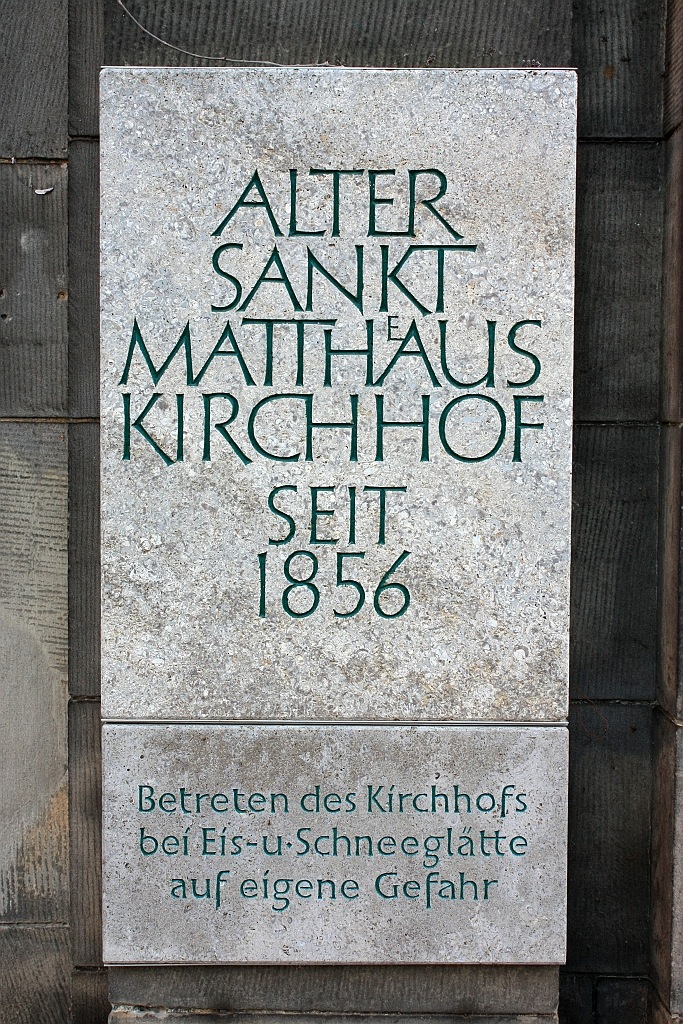 ALTER
SANKT
MATTHÄUS
KIRCHHOF
SEIT
1856
Betreten des Kirchhofs
bei Eis-u·Schneeglätte
auf eigene Gefahr